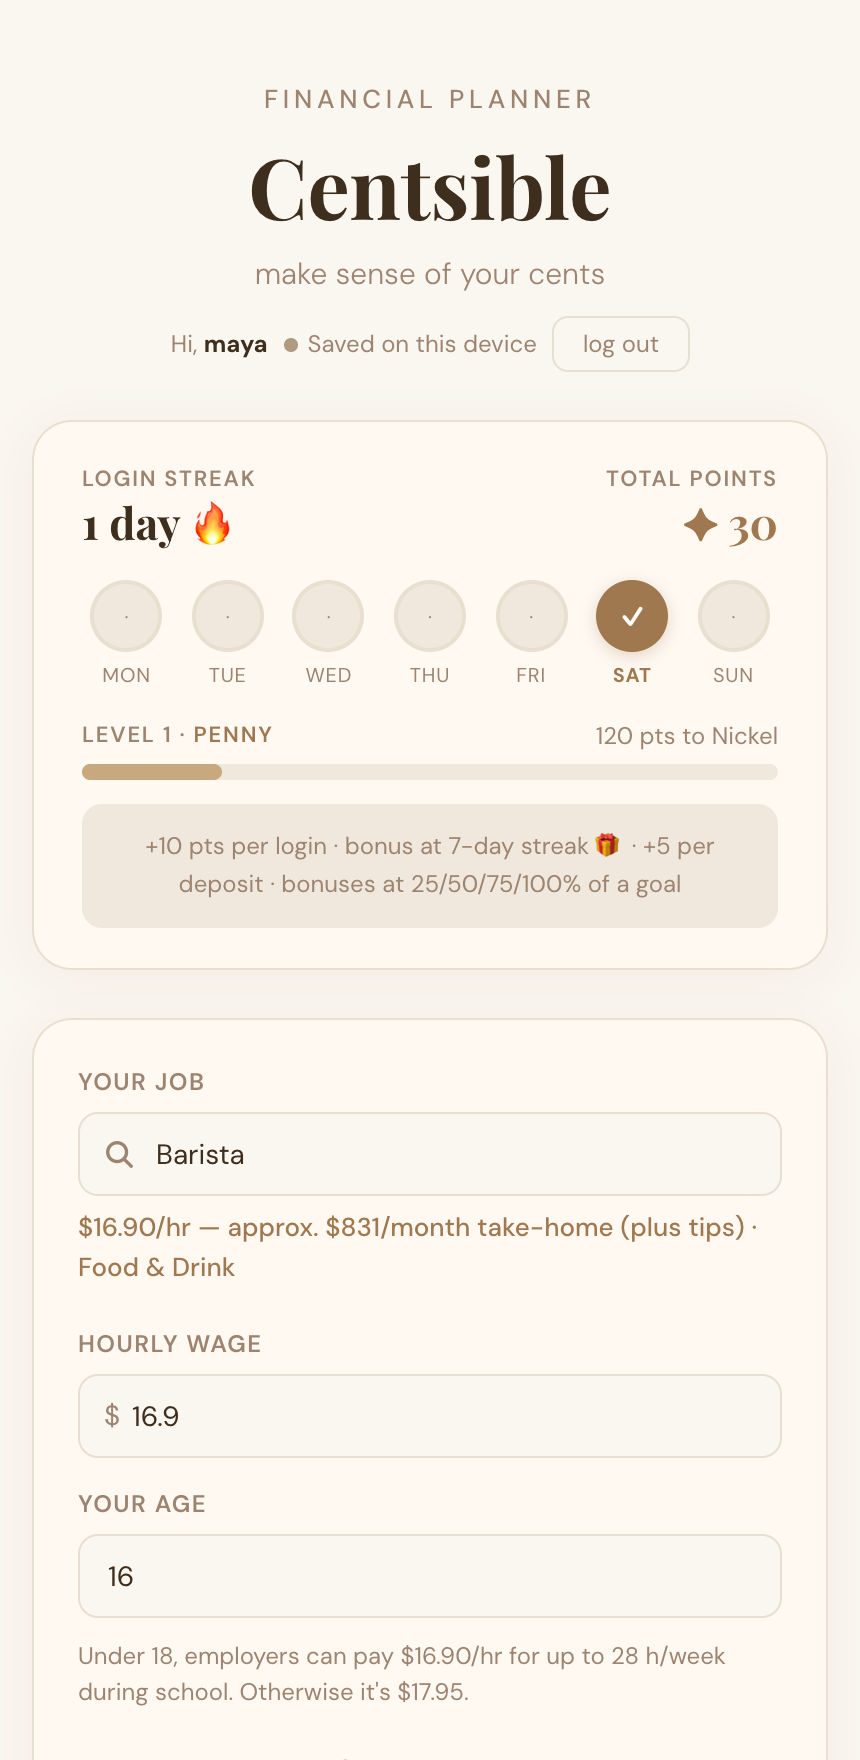 FINANCIAL PLANNER
Centsible
make sense of your cents
Hi, maya ● Saved on this device log out
LOGIN STREAK TOTAL POINTS
1 day 🔥 ✦ 30
MON TUE WED THU FRI SAT SUN
LEVEL 1 · PENNY 120 pts to Nickel
+10 pts per login · bonus at 7-day streak 🎁 · +5 per
deposit · bonuses at 25/50/75/100% of a goal
YOUR JOB
Barista
$16.90/hr — approx. $831/month take-home (plus tips) ·
Food & Drink
HOURLY WAGE
$ 16.9
YOUR AGE
16
Under 18, employers can pay $16.90/hr for up to 28 h/week
during school. Otherwise it's $17.95.